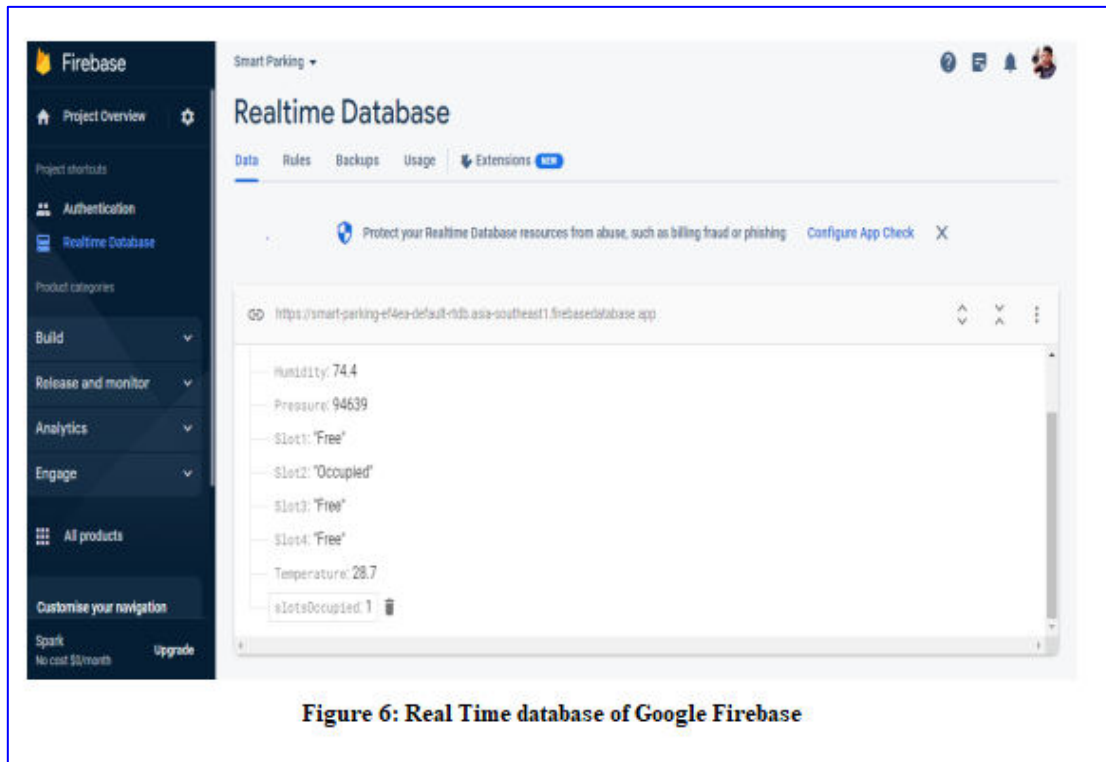 Firebase
Smart Parking
Project Overview
Realtime Database
Data Rules Backups Usage Extensions NEW
Project shortcuts
Authentication
Realtime Database
Protect your Realtime Database resources from abuse, such as billing fraud or phishing Configure App Check
Product categories
https://smart-parking-ef4ea-default-rtdb.asia-southeast1.firebasedatabase.app
Build
Release and monitor
Analytics
Engage
All products
Customise your navigation
Spark
No cost $0/month
Upgrade
Humidity: 74.4
Pressure: 94639
Slot1: "Free"
Slot2: "Occupied"
Slot3: "Free"
Slot4: "Free"
Temperature: 28.7
slotsOccupied: 1
Figure 6: Real Time database of Google Firebase